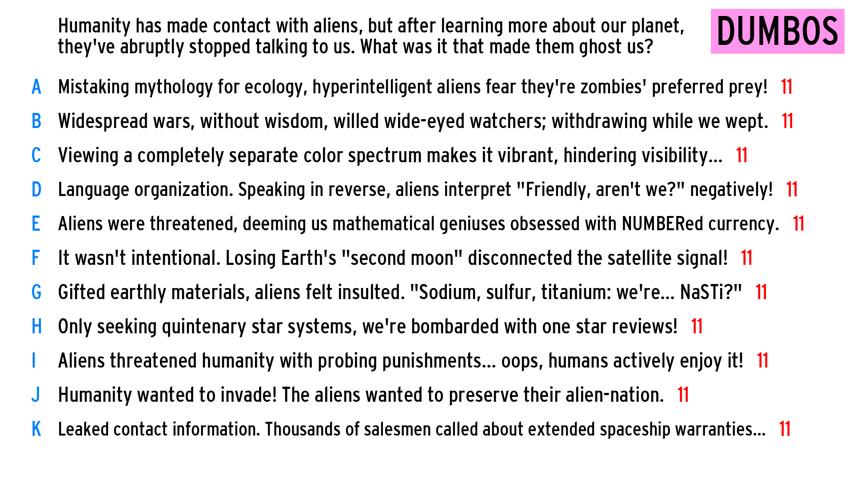 Humanity has made contact with aliens, but after learning more about our planet,
they've abruptly stopped talking to us. What was it that made them ghost us?
DUMBOS
A Mistaking mythology for ecology, hyperintelligent aliens fear they're zombies' preferred prey! 11
B Widespread wars, without wisdom, willed wide-eyed watchers; withdrawing while we wept. 11
C Viewing a completely separate color spectrum makes it vibrant, hindering visibility... 11
D Language organization. Speaking in reverse, aliens interpret "Friendly, aren't we?" negatively! 11
E Aliens were threatened, deeming us mathematical geniuses obsessed with NUMBERed currency. 11
F It wasn't intentional. Losing Earth's "second moon" disconnected the satellite signal! 11
G Gifted earthly materials, aliens felt insulted. "Sodium, sulfur, titanium: we're... NaSTi?" 11
H Only seeking quintenary star systems, we're bombarded with one star reviews! 11
I Aliens threatened humanity with probing punishments... oops, humans actively enjoy it! 11
J Humanity wanted to invade! The aliens wanted to preserve their alien-nation. 11
K Leaked contact information. Thousands of salesmen called about extended spaceship warranties... 11